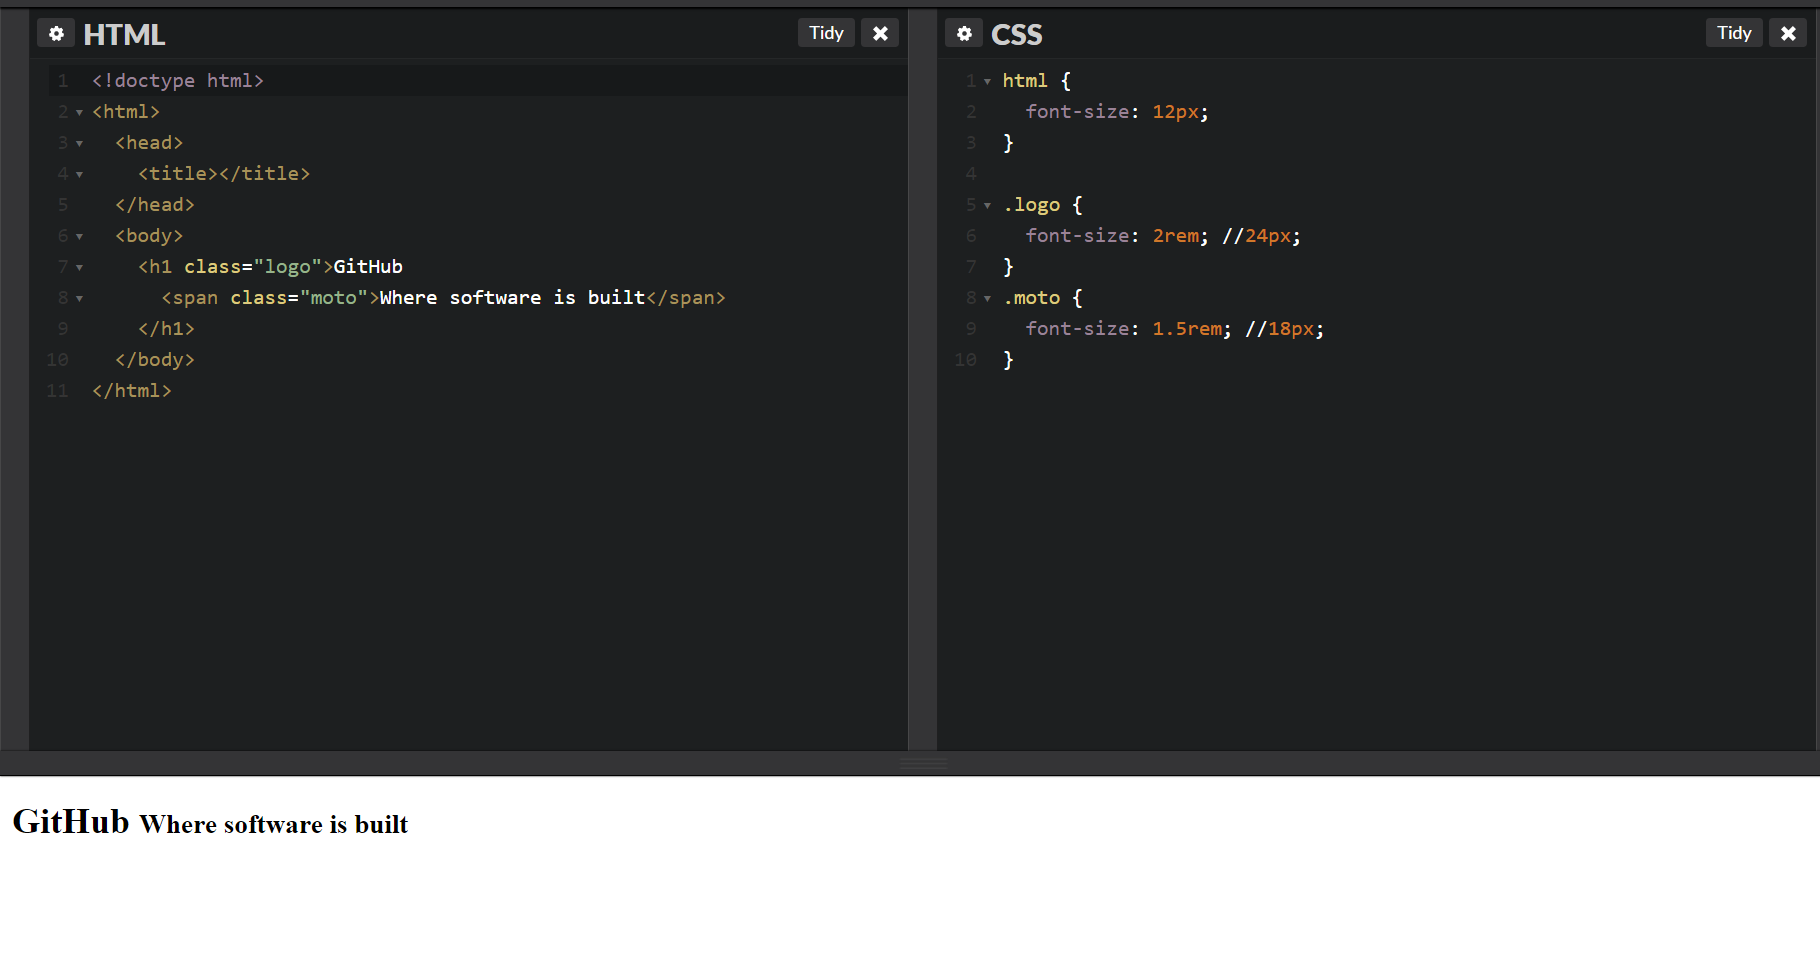 HTML Tidy
1 <!doctype html>
2 <html>
3   <head>
4     <title></title>
5   </head>
6   <body>
7     <h1 class="logo">GitHub
8       <span class="moto">Where software is built</span>
9     </h1>
10   </body>
11 </html>
CSS Tidy
1 html {
2   font-size: 12px;
3 }
4
5 .logo {
6   font-size: 2rem; //24px;
7 }
8 .moto {
9   font-size: 1.5rem; //18px;
10 }
GitHub Where software is built